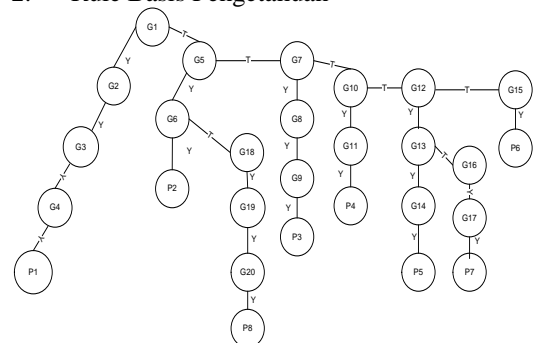 2. Rule Basis Pengetahuan
G1
T
G5
T
G7
T
G10
T
G12
T
G15
Y
G2
Y
G3
Y
G4
Y
P1
Y
G6
Y
P2
T
G18
Y
G19
Y
G20
Y
P8
Y
G8
Y
G9
Y
P3
Y
G11
Y
P4
Y
G13
Y
G14
Y
P5
T
G16
Y
G17
Y
P7
Y
P6